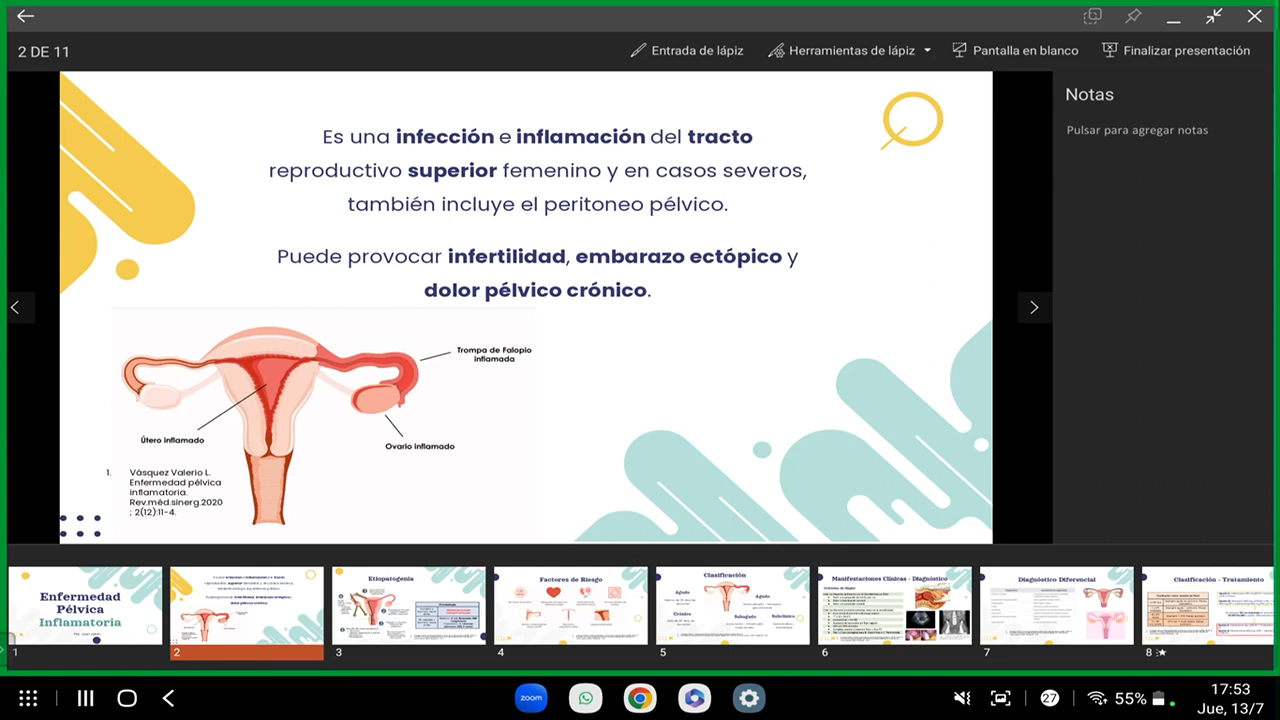 2 DE 11
Entrada de lápiz
Herramientas de lápiz
Pantalla en blanco
Finalizar presentación
Es una infección e inflamación del tracto
reproductivo superior femenino y en casos severos,
también incluye el peritoneo pélvico.
Puede provocar infertilidad, embarazo ectópico y
dolor pélvico crónico.
Trompa de Falopio
inflamada
Útero inflamado
Ovario inflamado
1. Vásquez Valerio L.
Enfermedad pélvica
inflamatoria.
Rev.méd.sinerg.2020
; 2(12):11-4.
Notas
Pulsar para agregar notas
Enfermedad
Pélvica
Inflamatoria
Etiopatogenia
Factores de Riesgo
Clasificación
Agudo
Crónico
Subagudo
Manifestaciones Clínicas - Diagnóstico
Diagnóstico Diferencial
Clasificación - Tratamiento
1
2
3
4
5
6
7
8
zoom
27
55%
17:53
Jue, 13/7